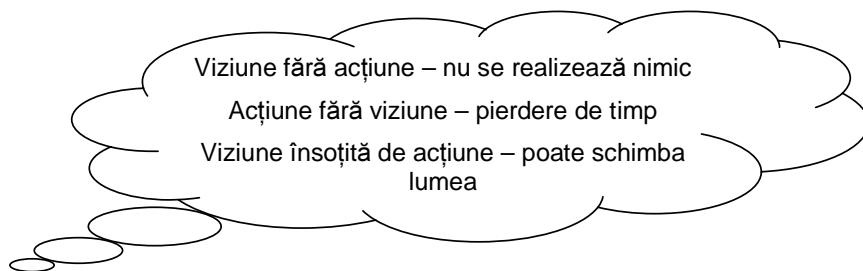 Viziune fără acțiune – nu se realizează nimic
Acțiune fără viziune – pierdere de timp
Viziune însoțită de acțiune – poate schimba
lumea